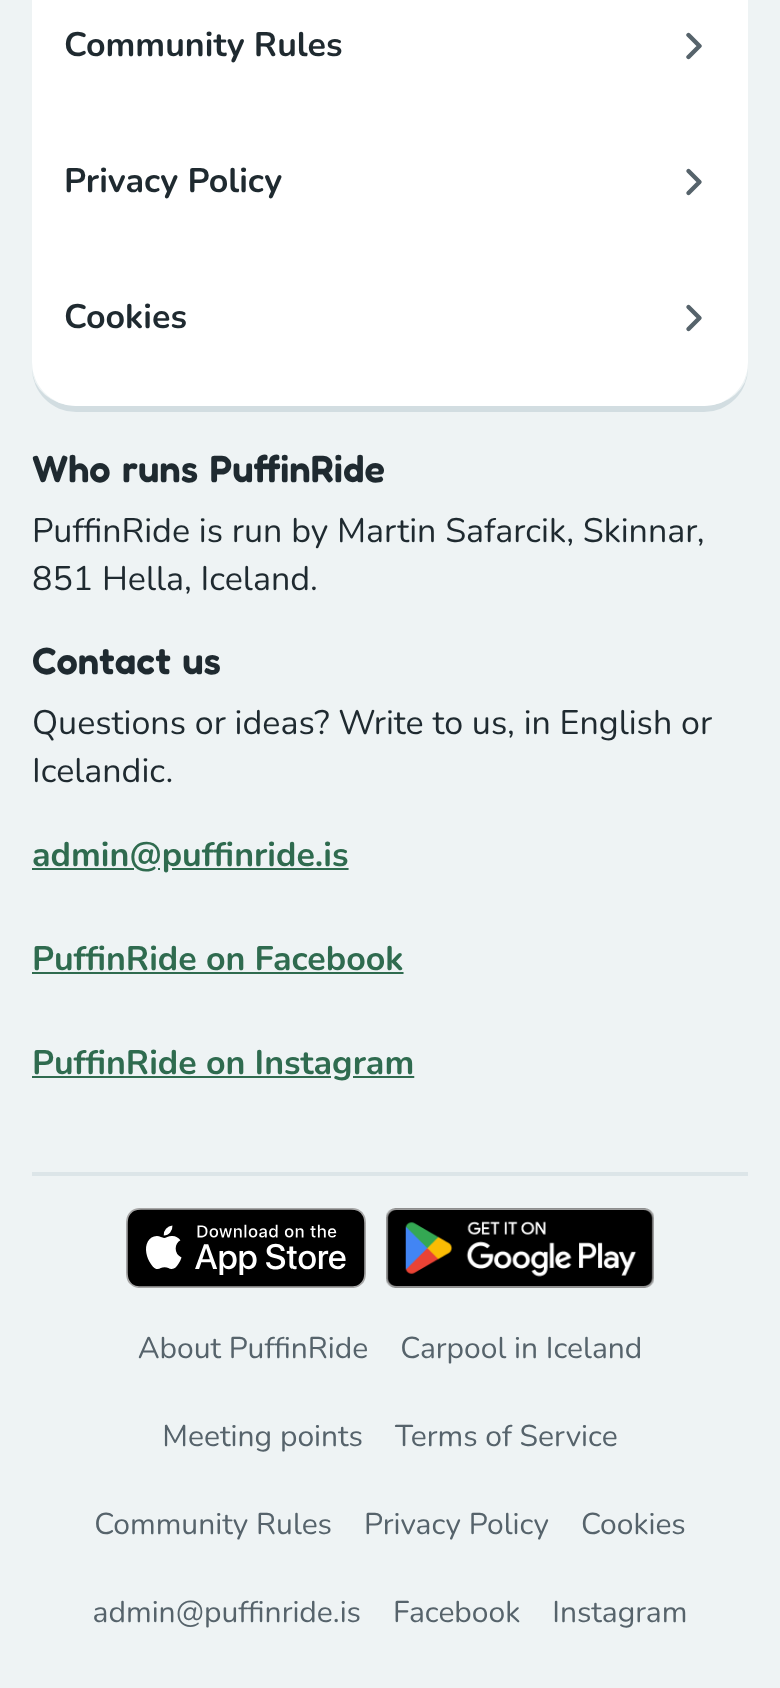 Community Rules
Privacy Policy
Cookies
Who runs PuffinRide
PuffinRide is run by Martin Safarcik, Skinnar,
851 Hella, Iceland.
Contact us
Questions or ideas? Write to us, in English or
Icelandic.
admin@puffinride.is
PuffinRide on Facebook
PuffinRide on Instagram
Download on the
App Store
GET IT ON
Google Play
About PuffinRide Carpool in Iceland
Meeting points Terms of Service
Community Rules Privacy Policy Cookies
admin@puffinride.is Facebook Instagram